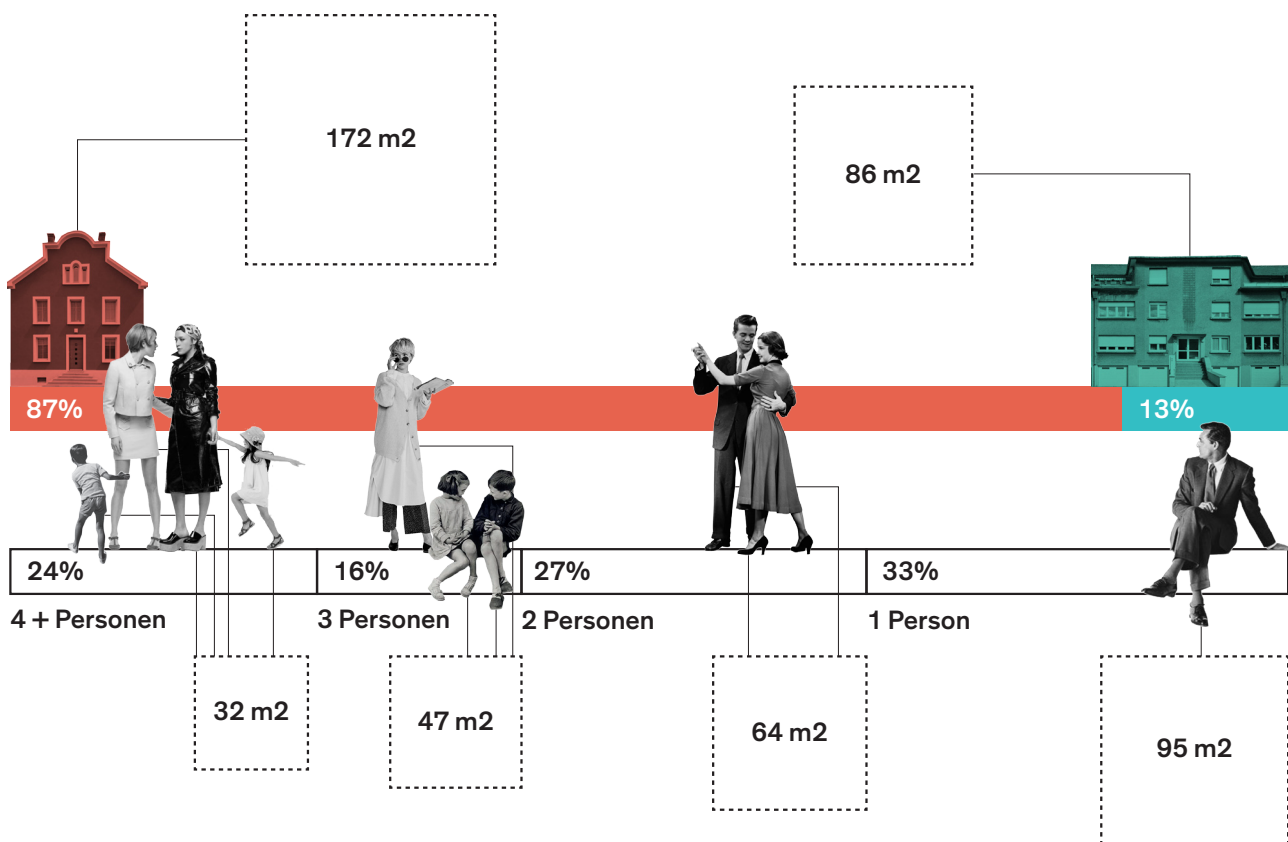 172 m2
86 m2
87%
13%
24%
16%
27%
33%
4 + Personen
3 Personen
2 Personen
1 Person
32 m2
47 m2
64 m2
95 m2